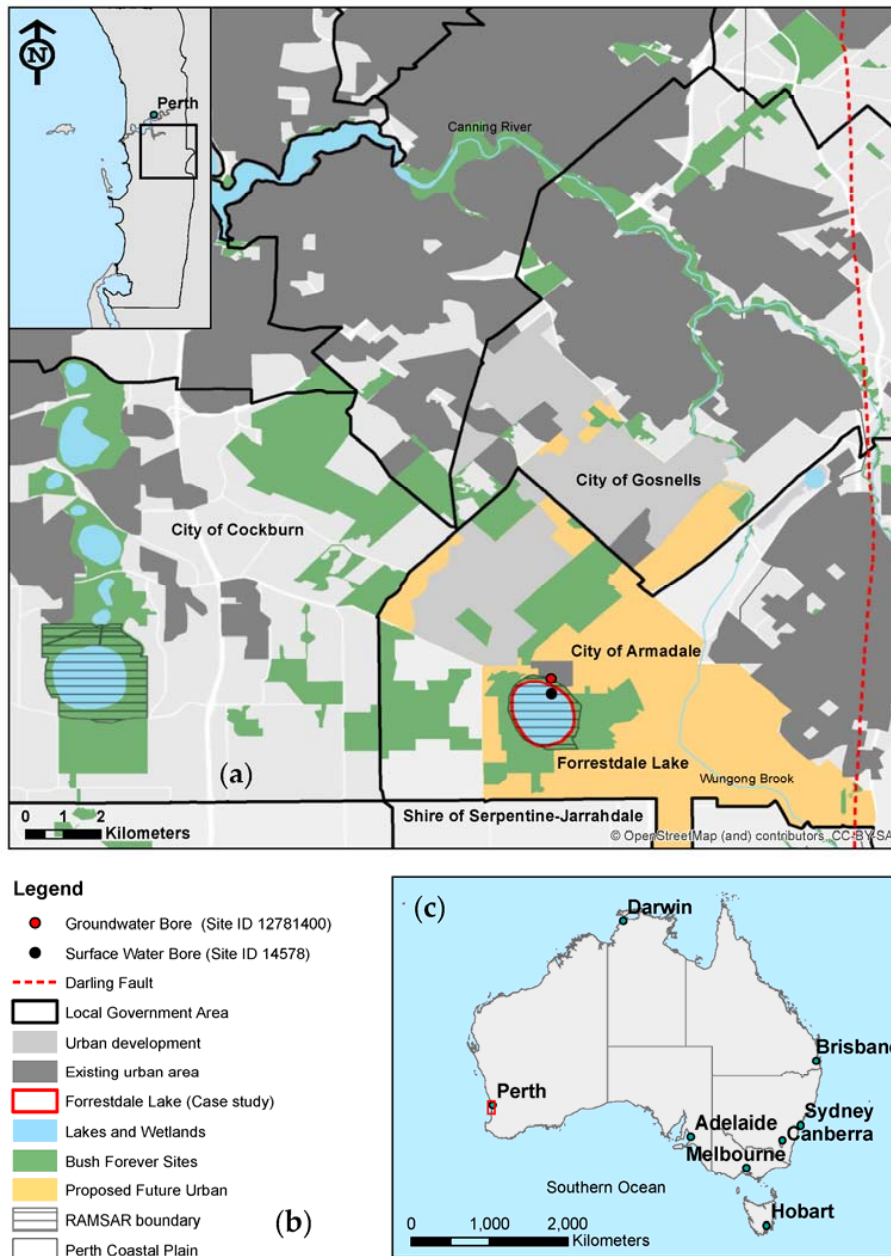 N
Perth
Canning River
City of Gosnells
City of Cockburn
City of Armadale
Forrestdale Lake
Wungong Brook
(a)
0 1 2
Kilometers
Shire of Serpentine-Jarrahdale
© OpenStreetMap (and) contributors, CC-BY-SA
Legend
Groundwater Bore (Site ID 12781400)
Surface Water Bore (Site ID 14578)
Darling Fault
Local Government Area
Urban development
Existing urban area
Forrestdale Lake (Case study)
Lakes and Wetlands
Bush Forever Sites
Proposed Future Urban
RAMSAR boundary
Perth Coastal Plain
(b)
(c)
Darwin
Brisbane
Perth
Sydney
Adelaide
Canberra
Melbourne
Southern Ocean
Hobart
0 1,000 2,000
Kilometers